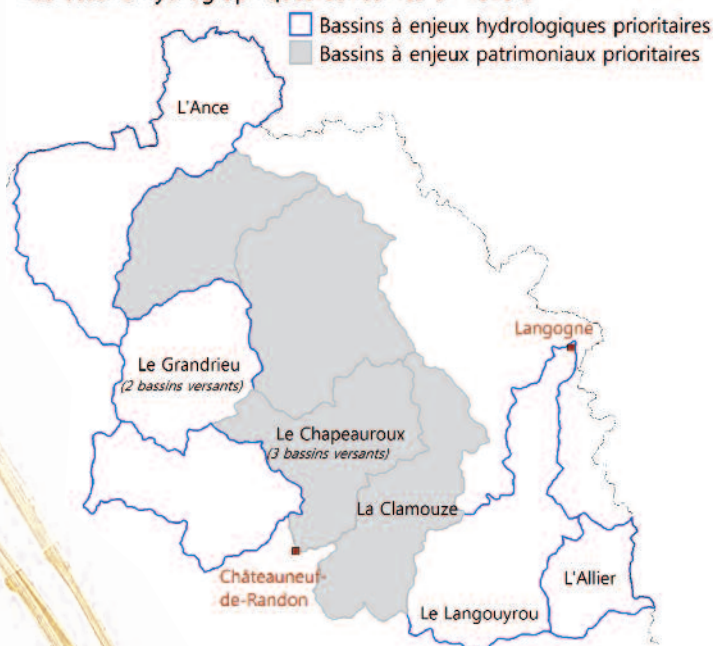 Bassins à enjeux hydrologiques prioritaires
Bassins à enjeux patrimoniaux prioritaires
L'Ance
Langogne
Le Grandrieu
(2 bassins versants)
Le Chapeauroux
(3 bassins versants)
La Clamouze
Châteauneuf-
de-Randon
L'Allier
Le Langouyrou